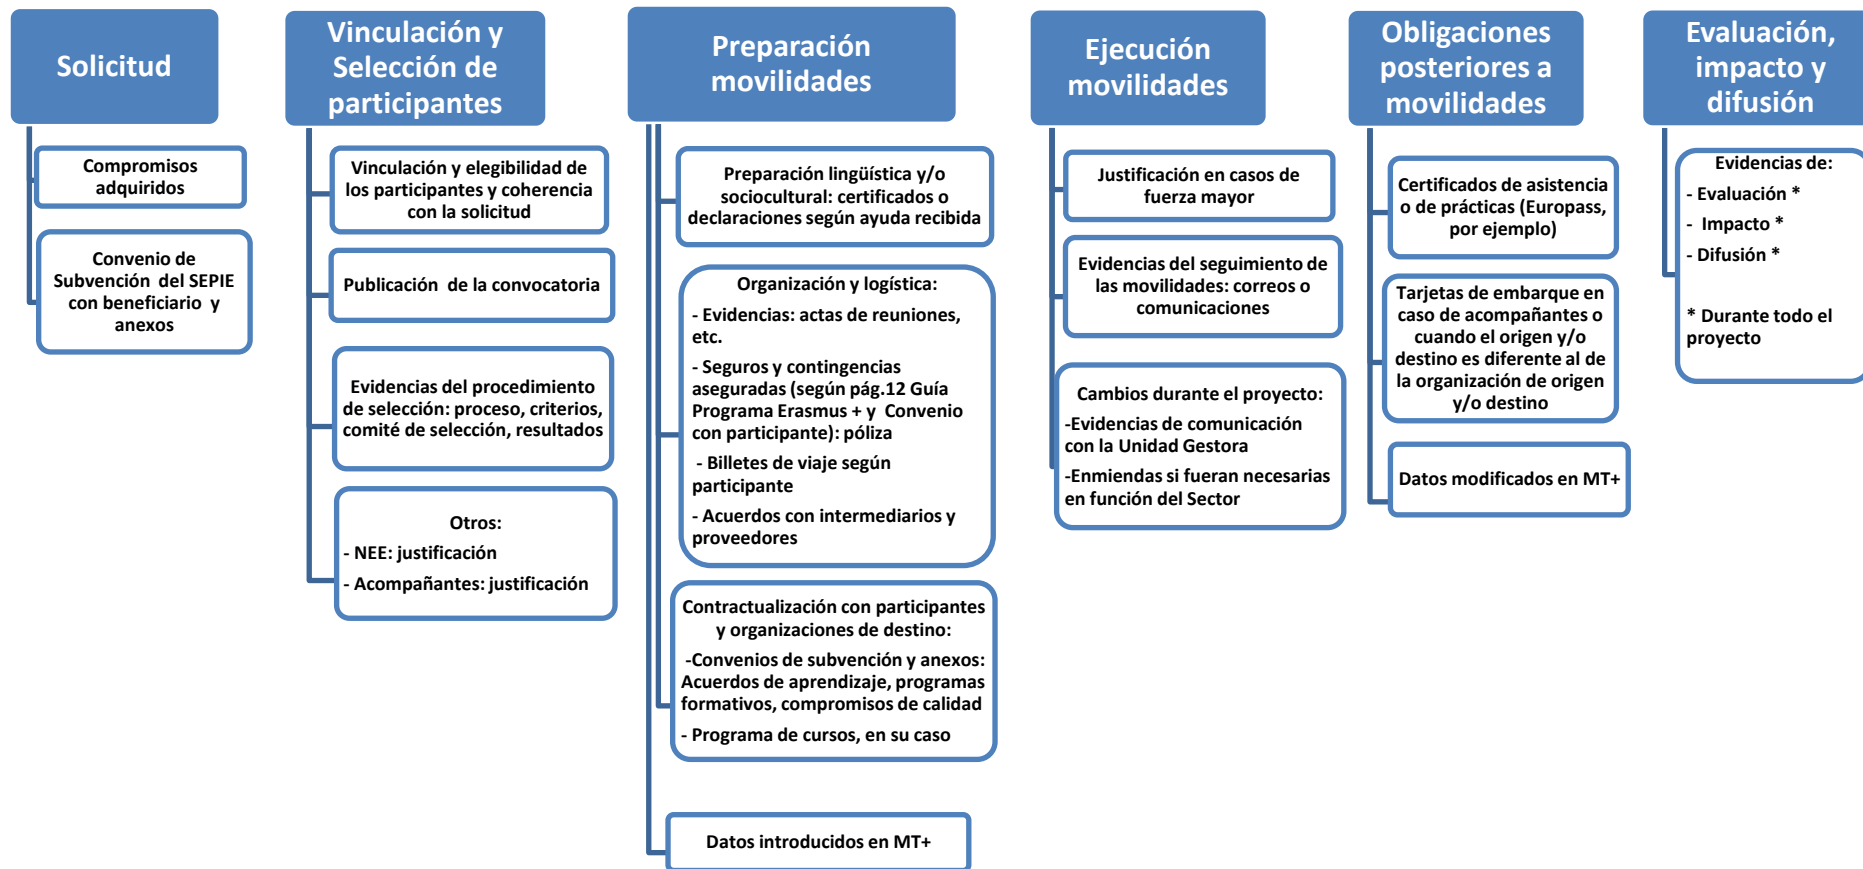 Solicitud
Compromisos
adquiridos
Convenio de
Subvención del SEPIE
con beneficiario y
anexos
Vinculación y
Selección de
participantes
Vinculación y elegibilidad de
los participantes y coherencia
con la solicitud
Publicación de la convocatoria
Evidencias del procedimiento
de selección: proceso, criterios,
comité de selección, resultados
Otros:
- NEE: justificación
- Acompañantes: justificación
Preparación
movilidades
Preparación lingüística y/o
sociocultural: certificados o
declaraciones según ayuda recibida
Organización y logística:
- Evidencias: actas de reuniones,
etc.
- Seguros y contingencias
aseguradas (según pág.12 Guía
Programa Erasmus + y Convenio
con participante): póliza
- Billetes de viaje según
participante
- Acuerdos con intermediarios y
proveedores
Contractualización con participantes
y organizaciones de destino:
-Convenios de subvención y anexos:
Acuerdos de aprendizaje, programas
formativos, compromisos de calidad
- Programa de cursos, en su caso
Datos introducidos en MT+
Ejecución
movilidades
Justificación en casos de
fuerza mayor
Evidencias del seguimiento de
las movilidades: correos o
comunicaciones
Cambios durante el proyecto:
-Evidencias de comunicación
con la Unidad Gestora
-Enmiendas si fueran necesarias
en función del Sector
Obligaciones
posteriores a
movilidades
Certificados de asistencia
o de prácticas (Europass,
por ejemplo)
Tarjetas de embarque en
caso de acompañantes o
cuando el origen y/o
destino es diferente al de
la organización de origen
y/o destino
Datos modificados en MT+
Evaluación,
impacto y
difusión
Evidencias de:
- Evaluación *
- Impacto *
- Difusión *
* Durante todo el
proyecto